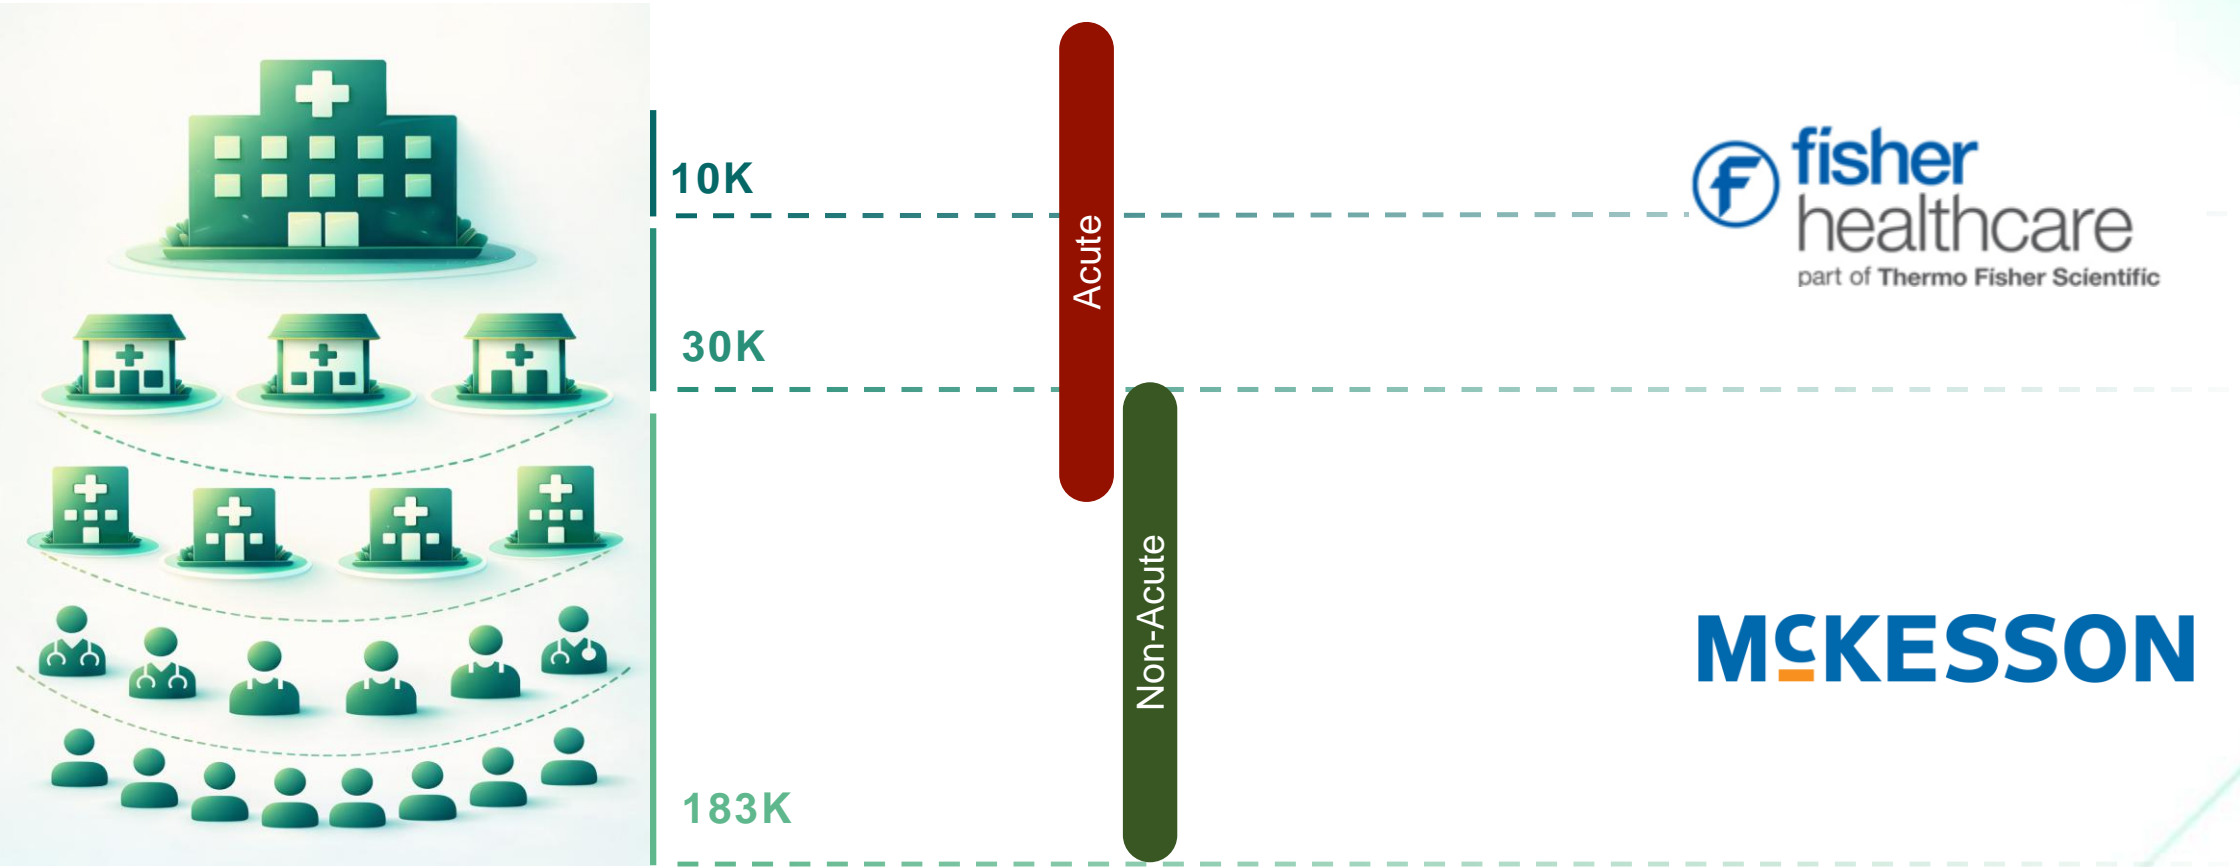 10K
30K
183K
Acute
Non-Acute
fisher
healthcare
part of Thermo Fisher Scientific
McKESSON